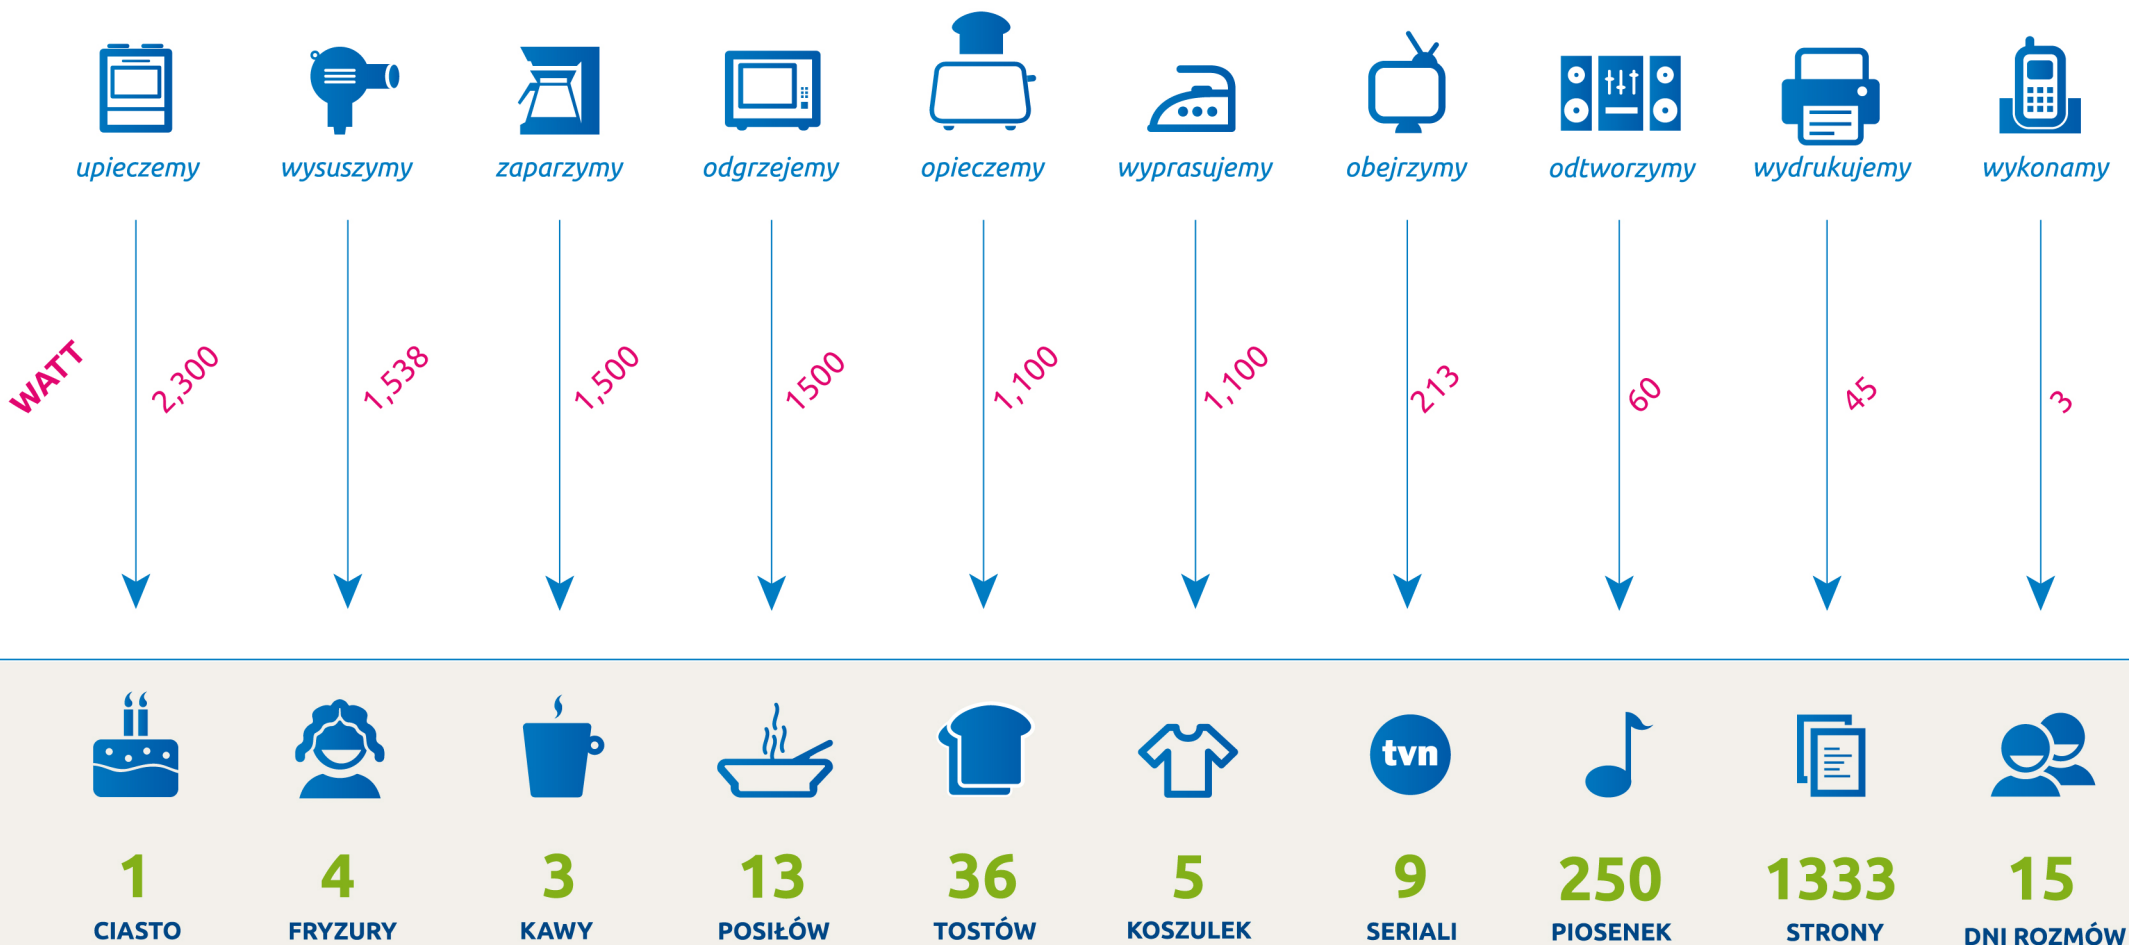 upieczemy wysuszymy zaparzymy odgrzejemy opieczemy wyprasujemy obejrzymy odtworzymy wydrukujemy wykonamy
WATT 2,300 1,538 1,500 1500 1,100 1,100 213 60 45 3
tvn
1 4 3 13 36 5 9 250 1333 15
CIASTO FRYZURY KAWY POSIŁÓW TOSTÓW KOSZULEK SERIALI PIOSENEK STRONY DNI ROZMÓW